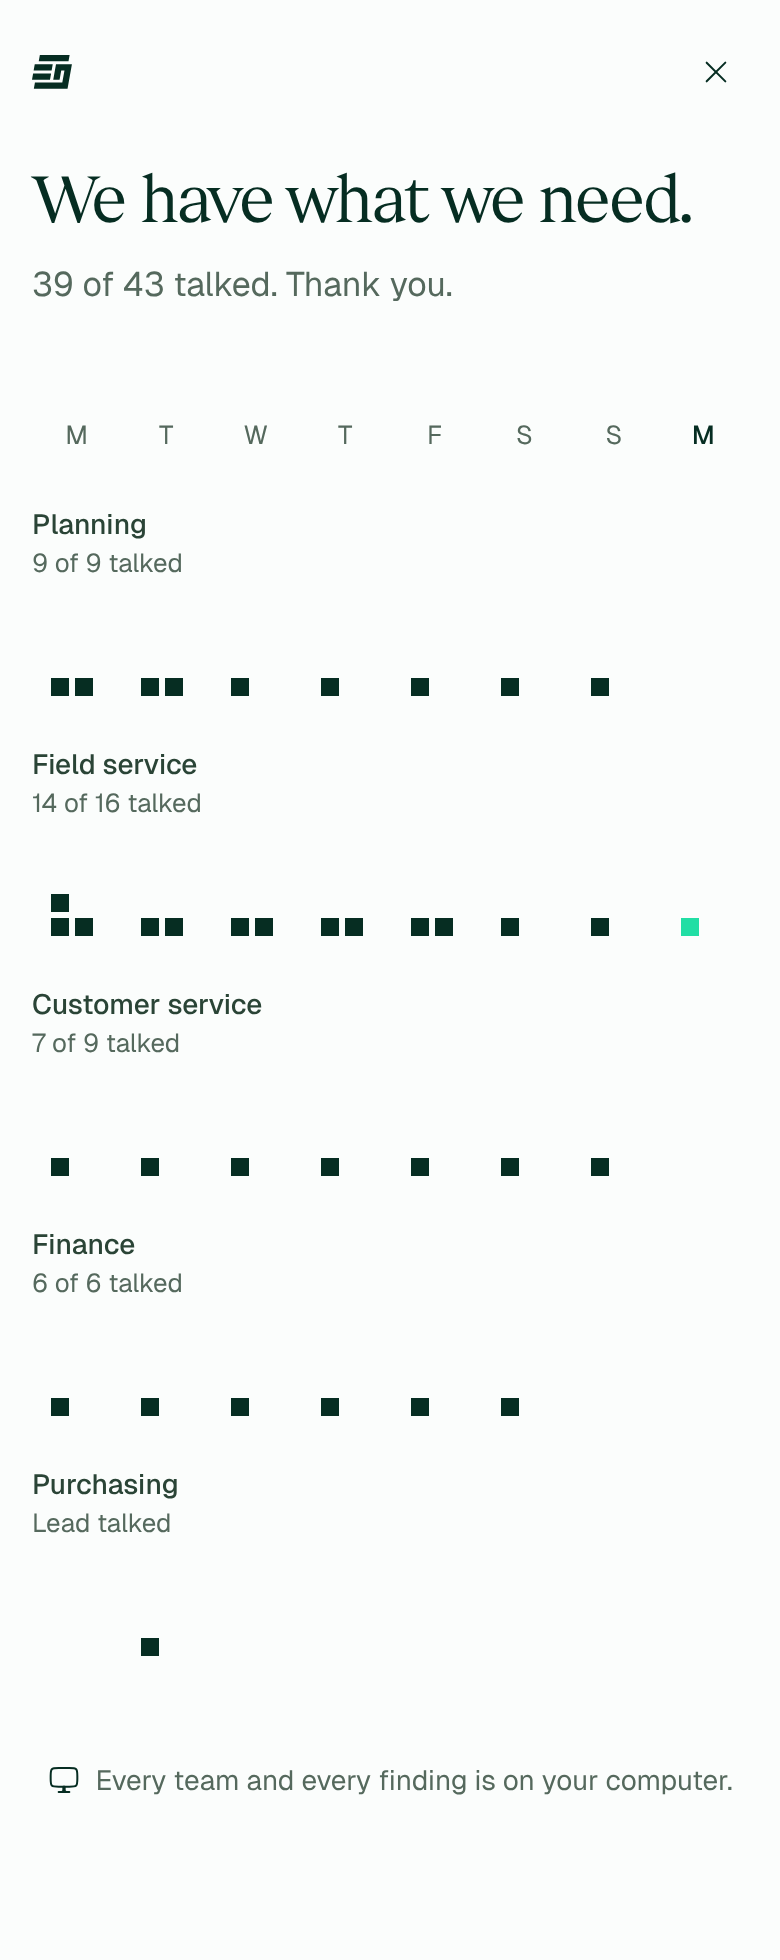 We have what we need.
39 of 43 talked. Thank you.
M T W T F S S M
Planning
9 of 9 talked
Field service
14 of 16 talked
Customer service
7 of 9 talked
Finance
6 of 6 talked
Purchasing
Lead talked
Every team and every finding is on your computer.